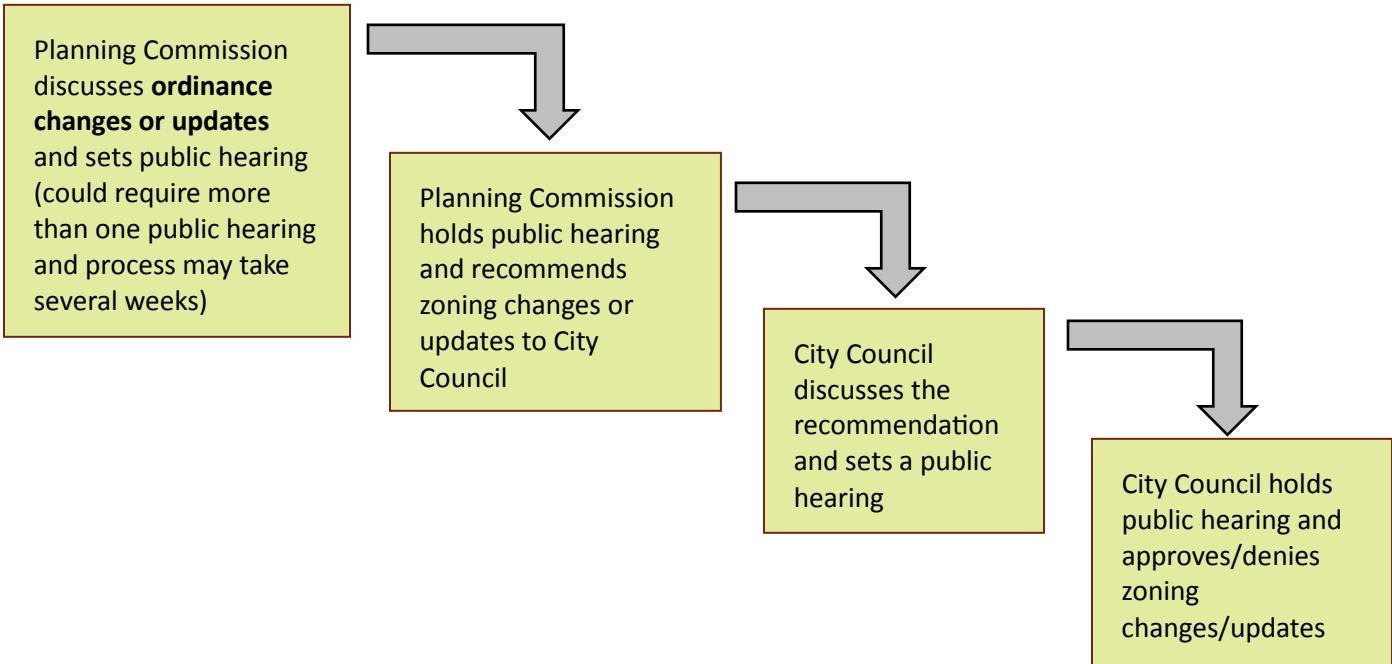 Planning Commission
discusses ordinance
changes or updates
and sets public hearing
(could require more
than one public hearing
and process may take
several weeks)
Planning Commission
holds public hearing
and recommends
zoning changes or
updates to City
Council
City Council
discusses the
recommendation
and sets a public
hearing
City Council holds
public hearing and
approves/denies
zoning
changes/updates